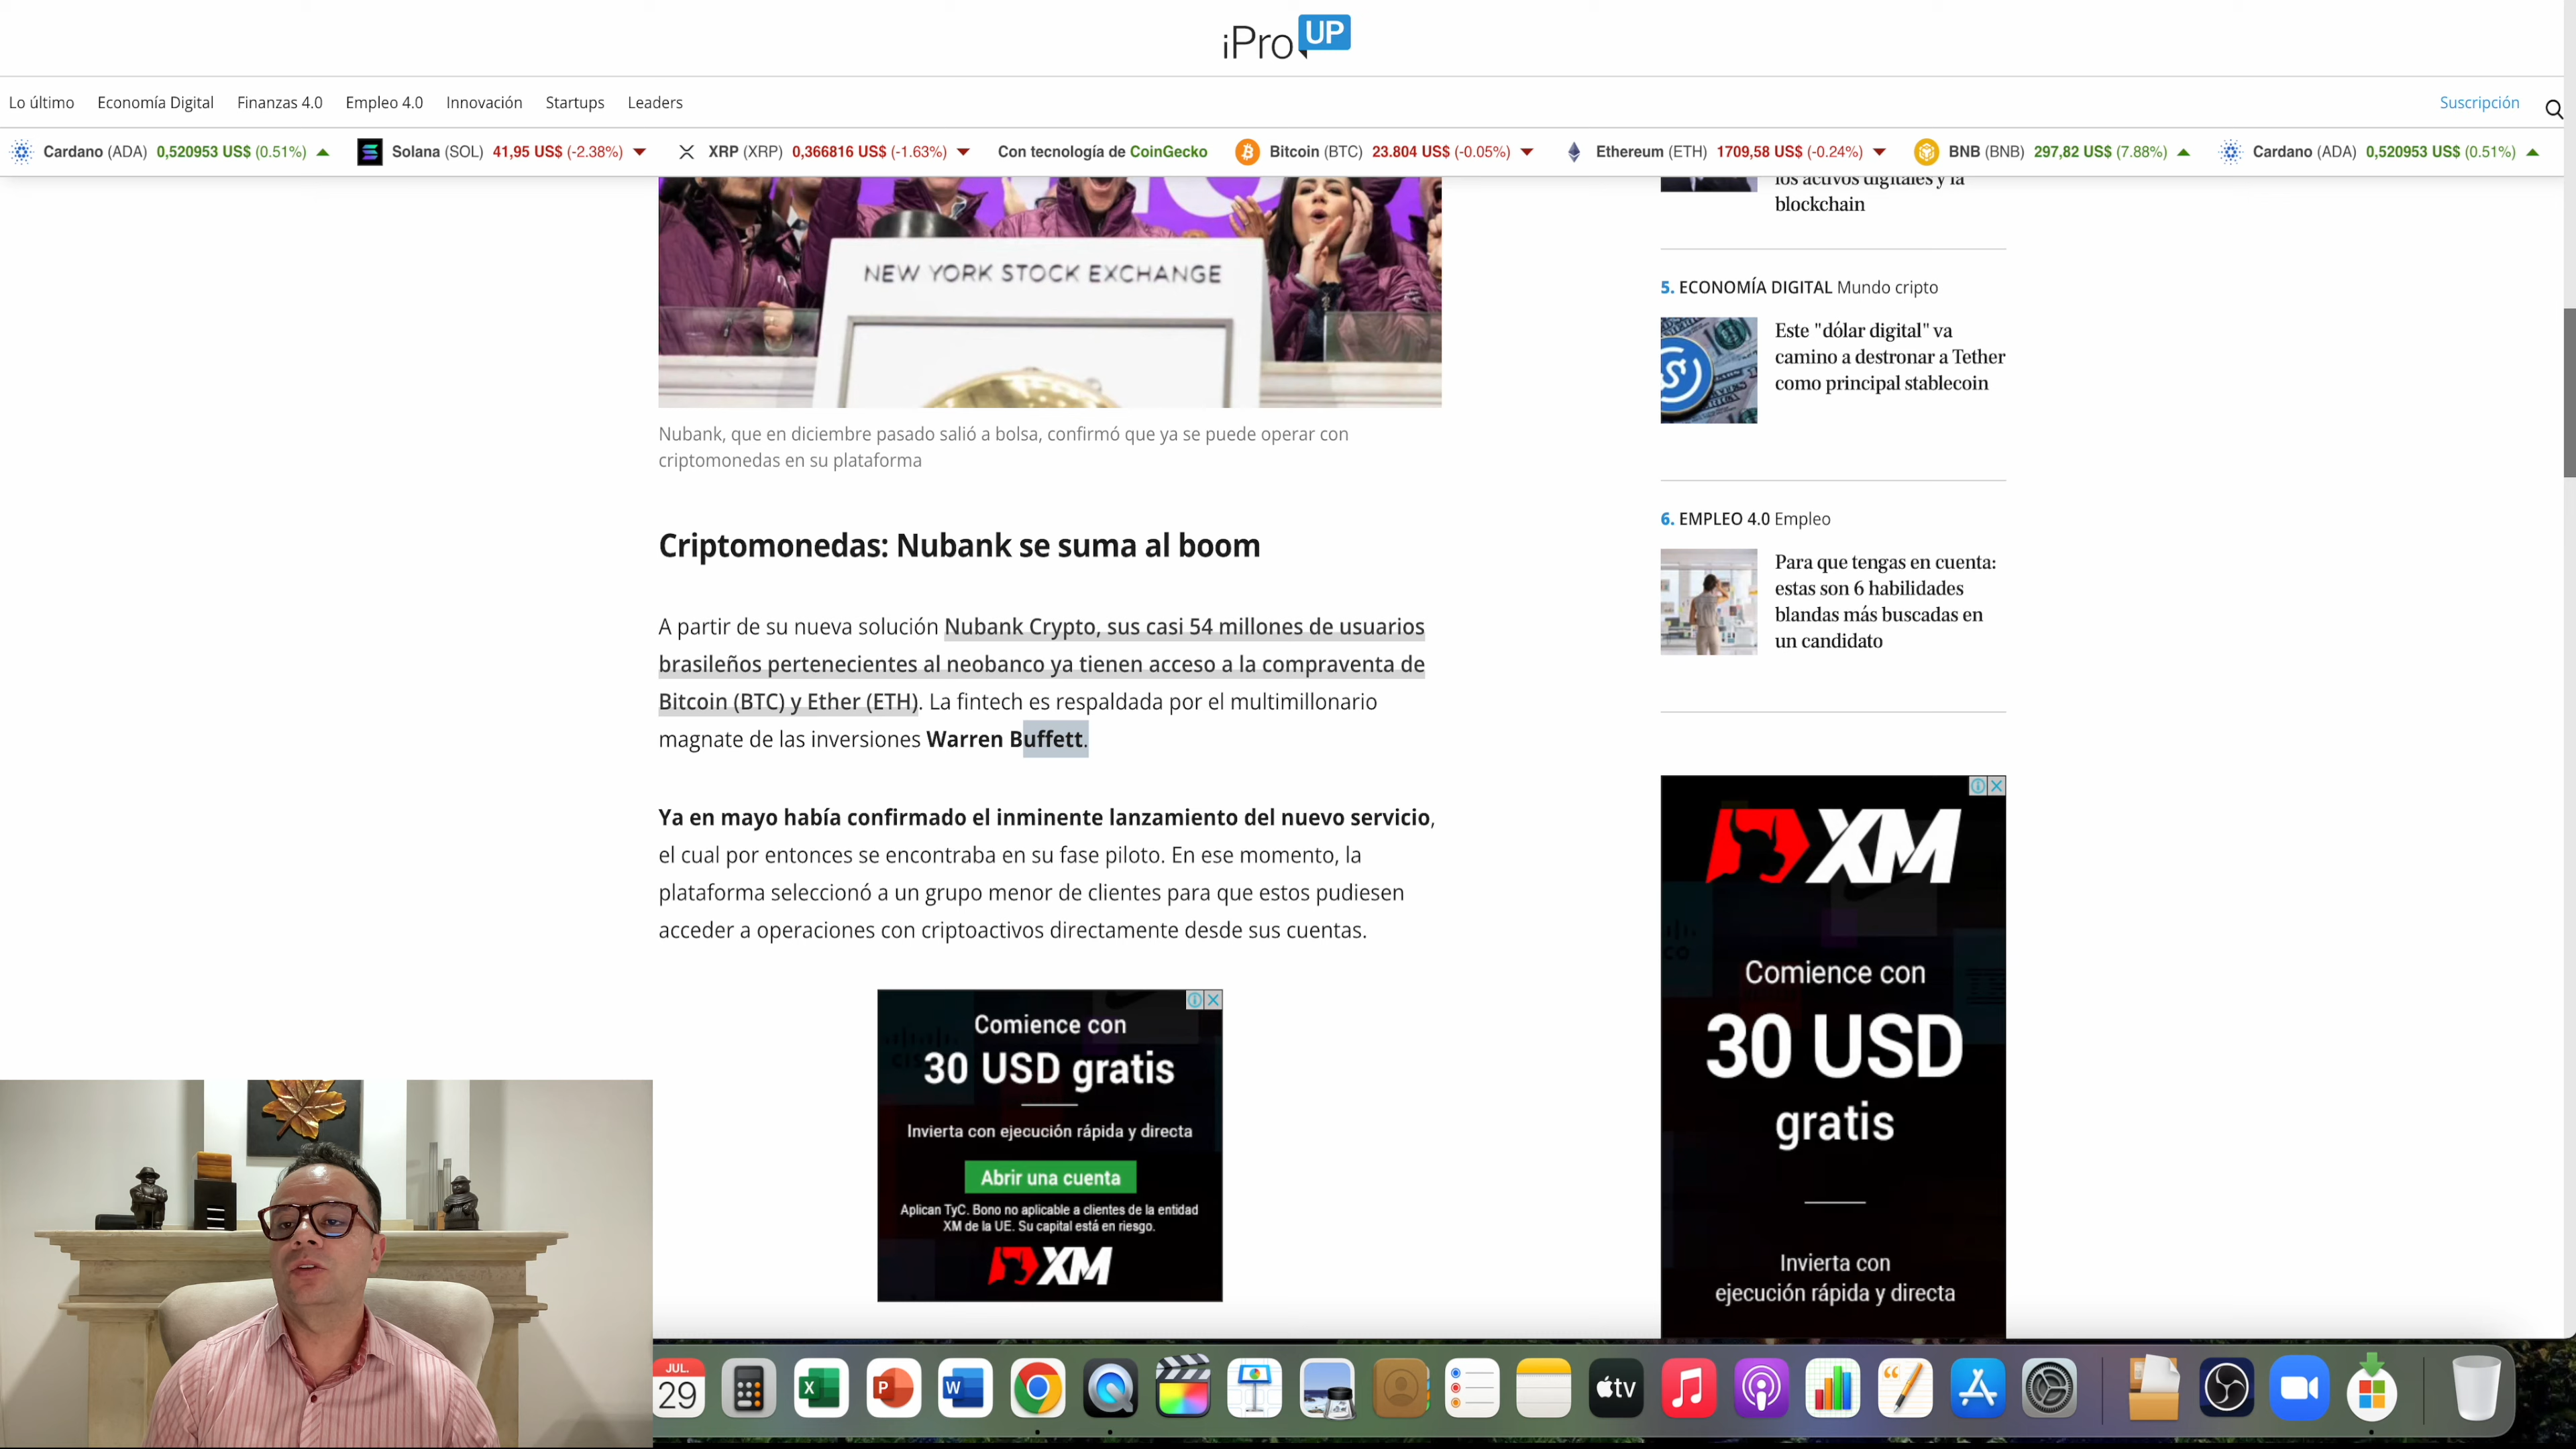 iPro UP
Lo último Economía Digital Finanzas 4.0 Empleo 4.0 Innovación Startups Leaders Suscripción
Cardano (ADA) 0,520953 US$ (0.51%) Solana (SOL) 41,95 US$ (-2.38%) XRP (XRP) 0,366816 US$ (-1.63%) Con tecnología de CoinGecko Bitcoin (BTC) 23.804 US$ (-0.05%) Ethereum (ETH) 1709,58 US$ (-0.24%) BNB (BNB) 297,82 US$ (7.88%) Cardano (ADA) 0,520953 US$ (0.51%)
NEW YORK STOCK EXCHANGE
Nubank, que en diciembre pasado salió a bolsa, confirmó que ya se puede operar con
criptomonedas en su plataforma
Criptomonedas: Nubank se suma al boom
A partir de su nueva solución Nubank Crypto, sus casi 54 millones de usuarios
brasileños pertenecientes al neobanco ya tienen acceso a la compraventa de
Bitcoin (BTC) y Ether (ETH). La fintech es respaldada por el multimillonario
magnate de las inversiones Warren Buffett.
Ya en mayo había confirmado el inminente lanzamiento del nuevo servicio,
el cual por entonces se encontraba en su fase piloto. En ese momento, la
plataforma seleccionó a un grupo menor de clientes para que estos pudiesen
acceder a operaciones con criptoactivos directamente desde sus cuentas.
Comience con
30 USD gratis
Invierta con ejecución rápida y directa
Abrir una cuenta
Aplican TyC. Bono no aplicable a clientes de la entidad
XM de la UE. Su capital está en riesgo.
XM
los activos digitales y la
blockchain
5. ECONOMÍA DIGITAL Mundo cripto
Este "dólar digital" va
camino a destronar a Tether
como principal stablecoin
6. EMPLEO 4.0 Empleo
Para que tengas en cuenta:
estas son 6 habilidades
blandas más buscadas en
un candidato
XM
Comience con
30 USD
gratis
Invierta con
ejecución rápida y directa
JUL.
29
X
P
W
tv